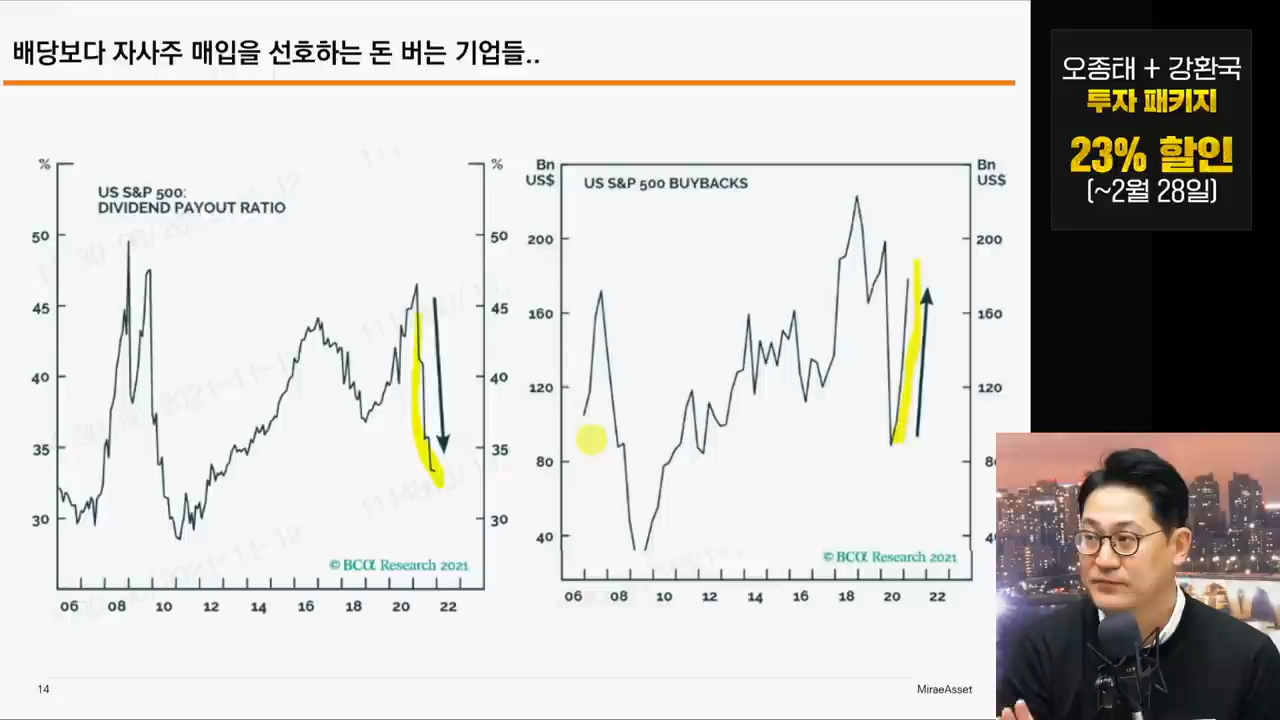 배당보다 자사주 매입을 선호하는 돈 버는 기업들..
오종태 + 강환국
투자 패키지
23% 할인
(~2월 28일)
% %
US S&P 500:
DIVIDEND PAYOUT RATIO
50 50
45 45
40 40
35 35
30 30
© BCα Research 2021
06 08 10 12 14 16 18 20 22
Bn Bn
US$ US$
US S&P 500 BUYBACKS
200 200
160 160
120 120
80
40
© BCα Research 2021
06 08 10 12 14 16 18 20 22
14
MiraeAsset